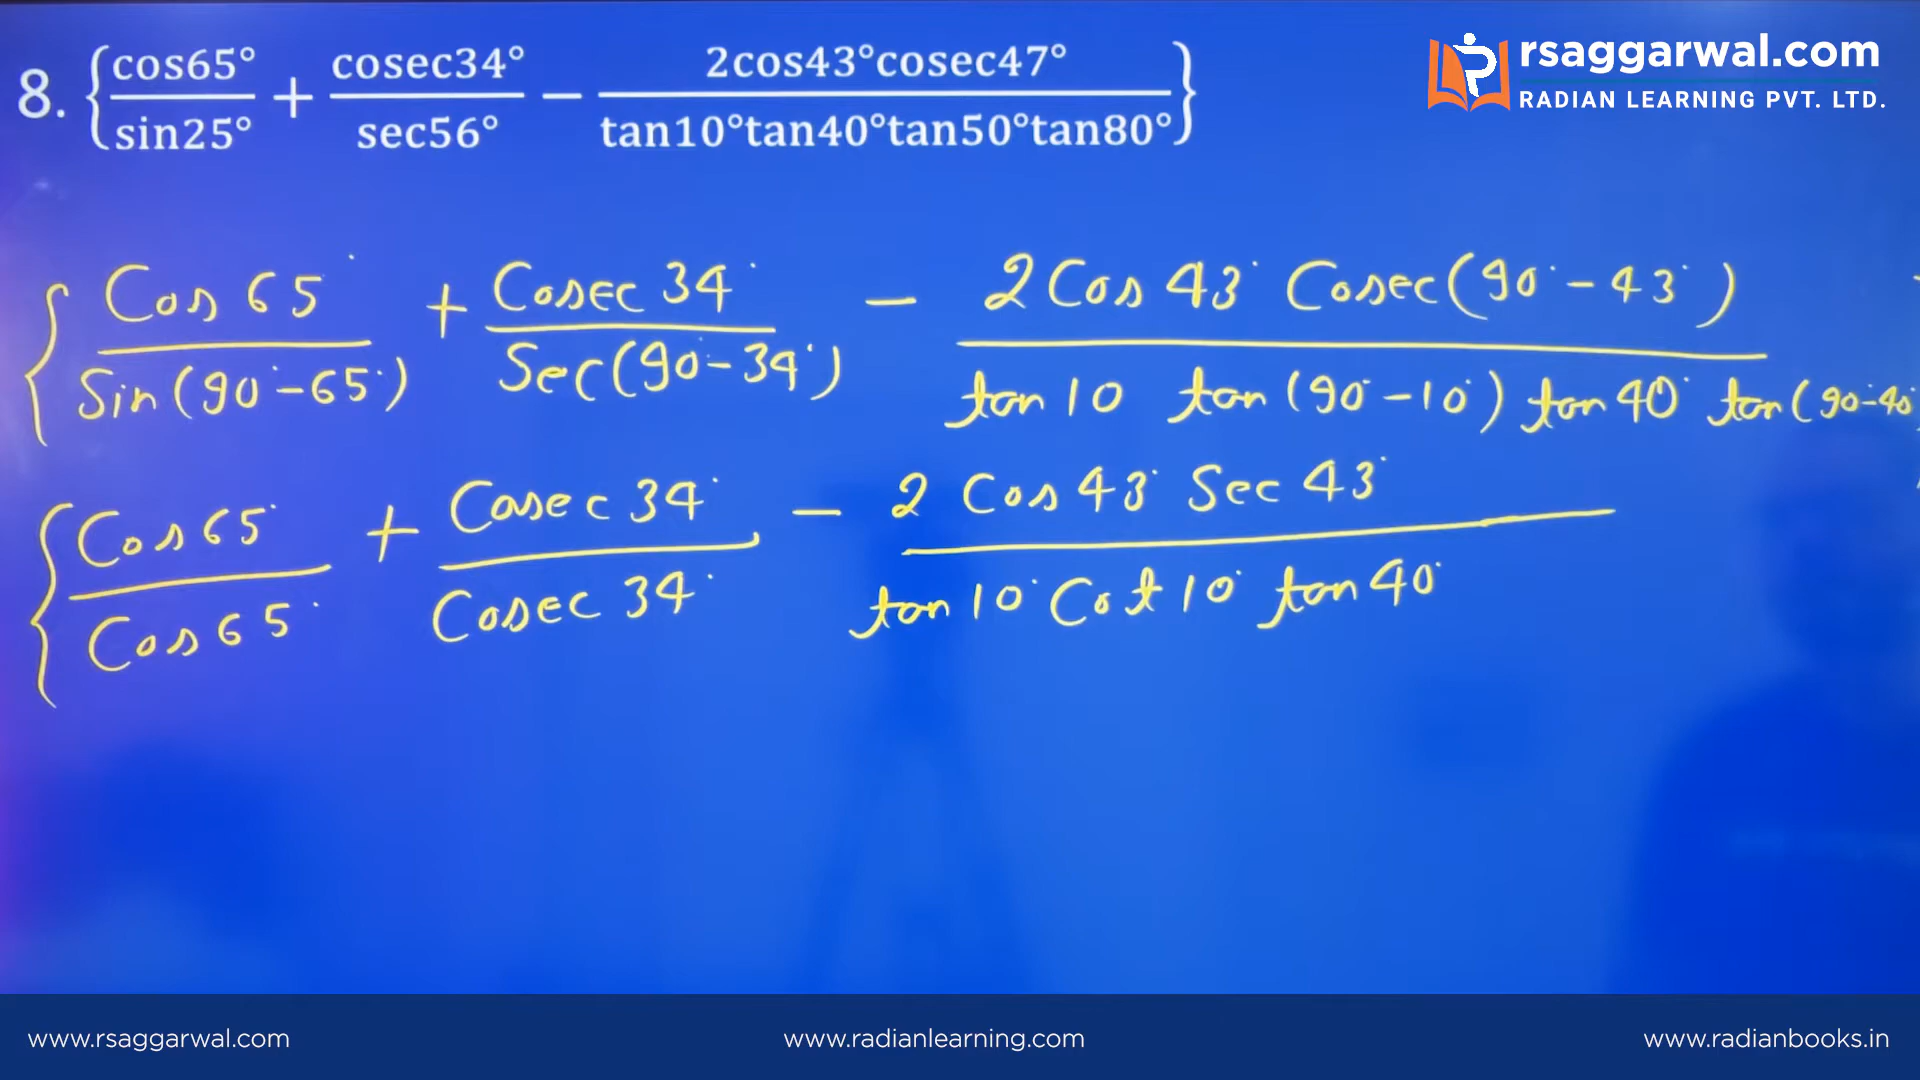 8. {cos65°/sin25° + cosec34°/sec56° − 2cos43°cosec47°/tan10°tan40°tan50°tan80°}
rsaggarwal.com
RADIAN LEARNING PVT. LTD.
{Cos 65°/Sin (90°-65°) + Cosec 34°/Sec (90°-34°) − 2 Cos 43° Cosec (90°-43°)/tan 10 tan (90°-10°) tan 40° tan (90°-40°
{Cos 65°/Cos 65° + Cosec 34°/Cosec 34° − 2 Cos 43° Sec 43°/tan 10° Cot 10° tan 40°
www.rsaggarwal.com
www.radianlearning.com
www.radianbooks.in